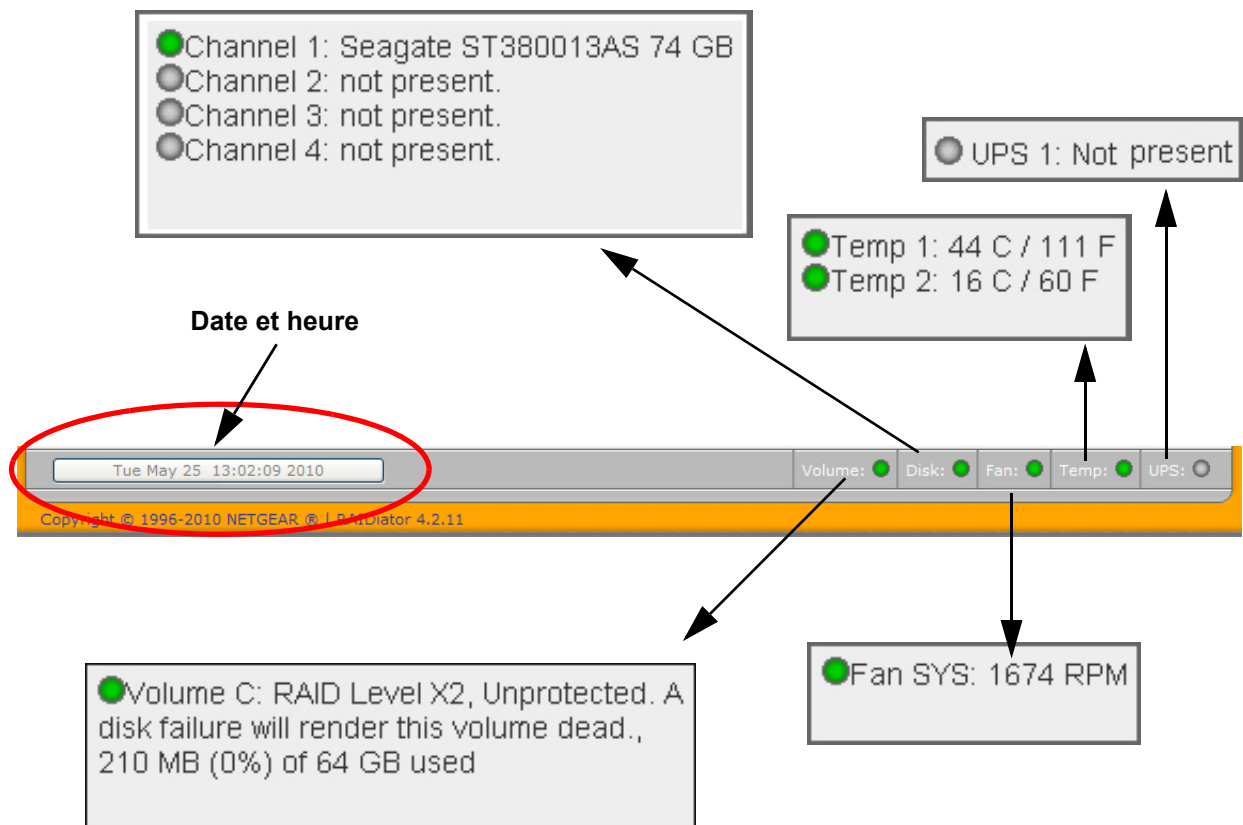 Channel 1: Seagate ST380013AS 74 GB
Channel 2: not present.
Channel 3: not present.
Channel 4: not present.
UPS 1: Not present
Temp 1: 44 C / 111 F
Temp 2: 16 C / 60 F
Date et heure
Tue May 25 13:02:09 2010
Volume: Disk: Fan: Temp: UPS:
Copyright © 1996-2010 NETGEAR ® | RAIDiator 4.2.11
Volume C: RAID Level X2, Unprotected. A
disk failure will render this volume dead.,
210 MB (0%) of 64 GB used
Fan SYS: 1674 RPM